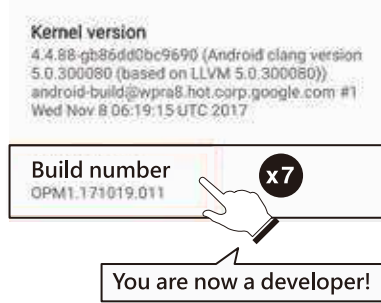 Kernel version
4.4.88-gb86dd0bc9690 (Android clang version
5.0.300080 (based on LLVM 5.0.300080))
android-build@wpra8.hot.corp.google.com #1
Wed Nov 8 06:19:15 UTC 2017
Build number
OPM1.171019.011
x7
You are now a developer!